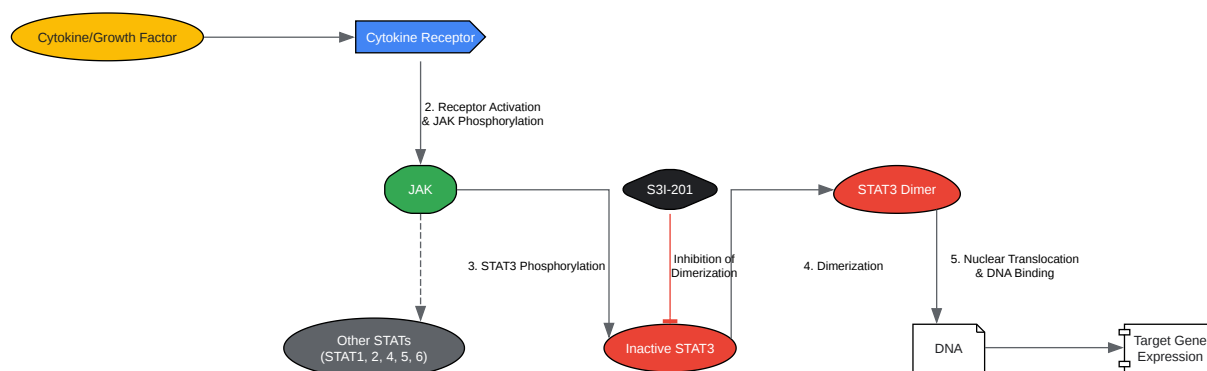 Cytokine/Growth Factor
Cytokine Receptor
2. Receptor Activation
& JAK Phosphorylation
JAK
S3I-201
STAT3 Dimer
3. STAT3 Phosphorylation
Inhibition of
Dimerization
4. Dimerization
5. Nuclear Translocation
& DNA Binding
Other STATs
(STAT1, 2, 4, 5, 6)
Inactive STAT3
DNA
Target Gene
Expression